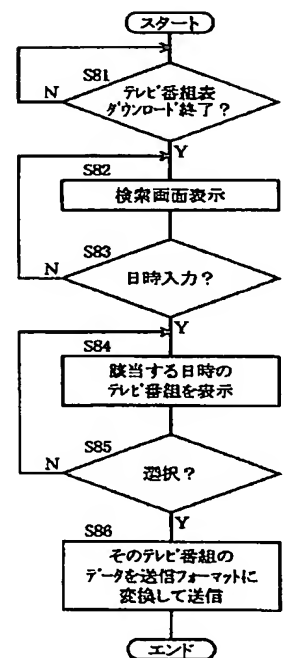 スタート
S81
テレビ番組表
ダウンロード終了？
N
Y
S82
検索画面表示
S83
日時入力？
N
Y
S84
該当する日時の
テレビ番組を表示
S85
選択？
N
Y
S86
そのテレビ番組の
データを送信フォーマットに
変換して送信
エンド